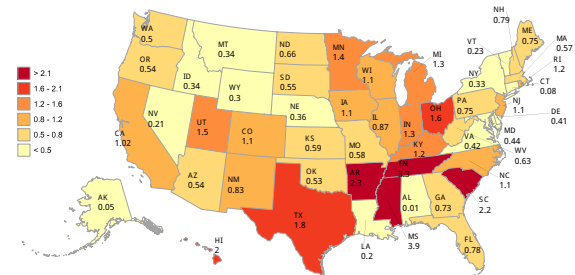 NH
0.79
WA
0.5
MT
0.34
ND
0.66
MN
1.4
VT
0.23
ME
0.75
MA
0.57
OR
0.54
ID
0.34
SD
0.55
WI
1.1
MI
1.3
NY
0.33
RI
1.2
> 2.1
1.6 - 2.1
1.2 - 1.6
0.8 - 1.2
0.5 - 0.8
< 0.5
WY
0.3
CT
0.08
NV
0.21
NE
0.36
IA
1.1
IL
0.87
IN
1.3
OH
1.6
PA
0.75
NJ
1.1
DE
0.41
CA
1.02
UT
1.5
CO
1.1
KS
0.59
MO
0.58
KY
1.2
VA
0.42
MD
0.44
WV
0.63
AZ
0.54
NM
0.83
OK
0.53
AR
2.3
TN
3.3
NC
1.1
AK
0.05
TX
1.8
AL
0.01
GA
0.73
SC
2.2
HI
2
LA
0.2
MS
3.9
FL
0.78